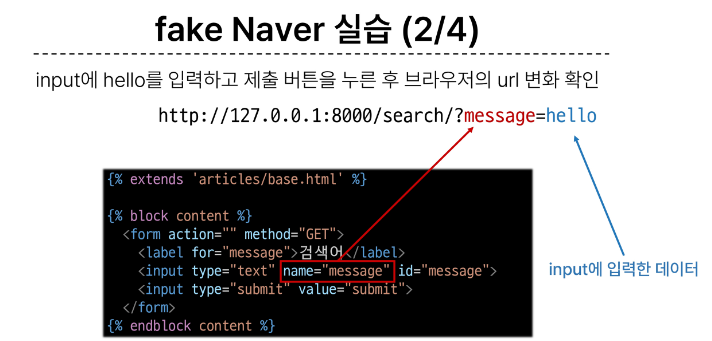 fake Naver 실습 (2/4)
input에 hello를 입력하고 제출 버튼을 누른 후 브라우저의 url 변화 확인
http://127.0.0.1:8000/search/?message=hello
{% extends 'articles/base.html' %}
{% block content %}
<form action="" method="GET">
<label for="message">검색어</label>
<input type="text" name="message" id="message">
<input type="submit" value="submit">
</form>
{% endblock content %}
input에 입력한 데이터